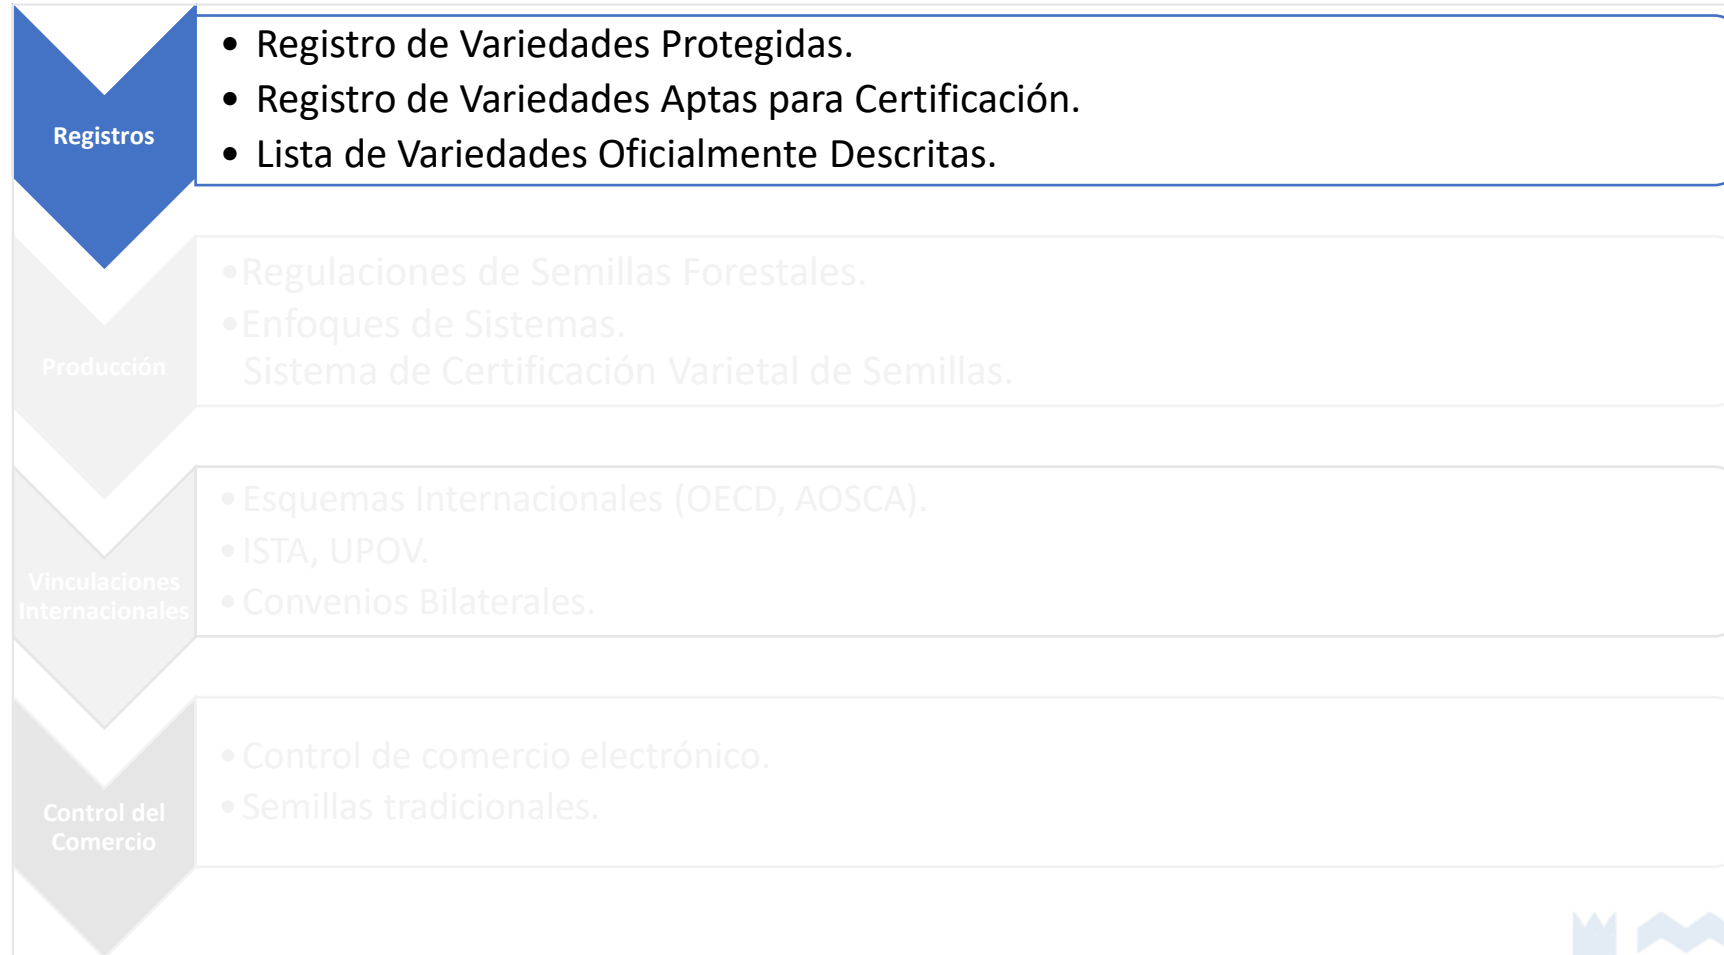 Registros
• Registro de Variedades Protegidas.
• Registro de Variedades Aptas para Certificación.
• Lista de Variedades Oficialmente Descritas.
Producción
•Regulaciones de Semillas Forestales.
•Enfoques de Sistemas.
Sistema de Certificación Varietal de Semillas.
Vinculaciones
Internacionales
• Esquemas Internacionales (OECD, AOSCA).
• ISTA, UPOV.
• Convenios Bilaterales.
Control del
Comercio
• Control de comercio electrónico.
• Semillas tradicionales.